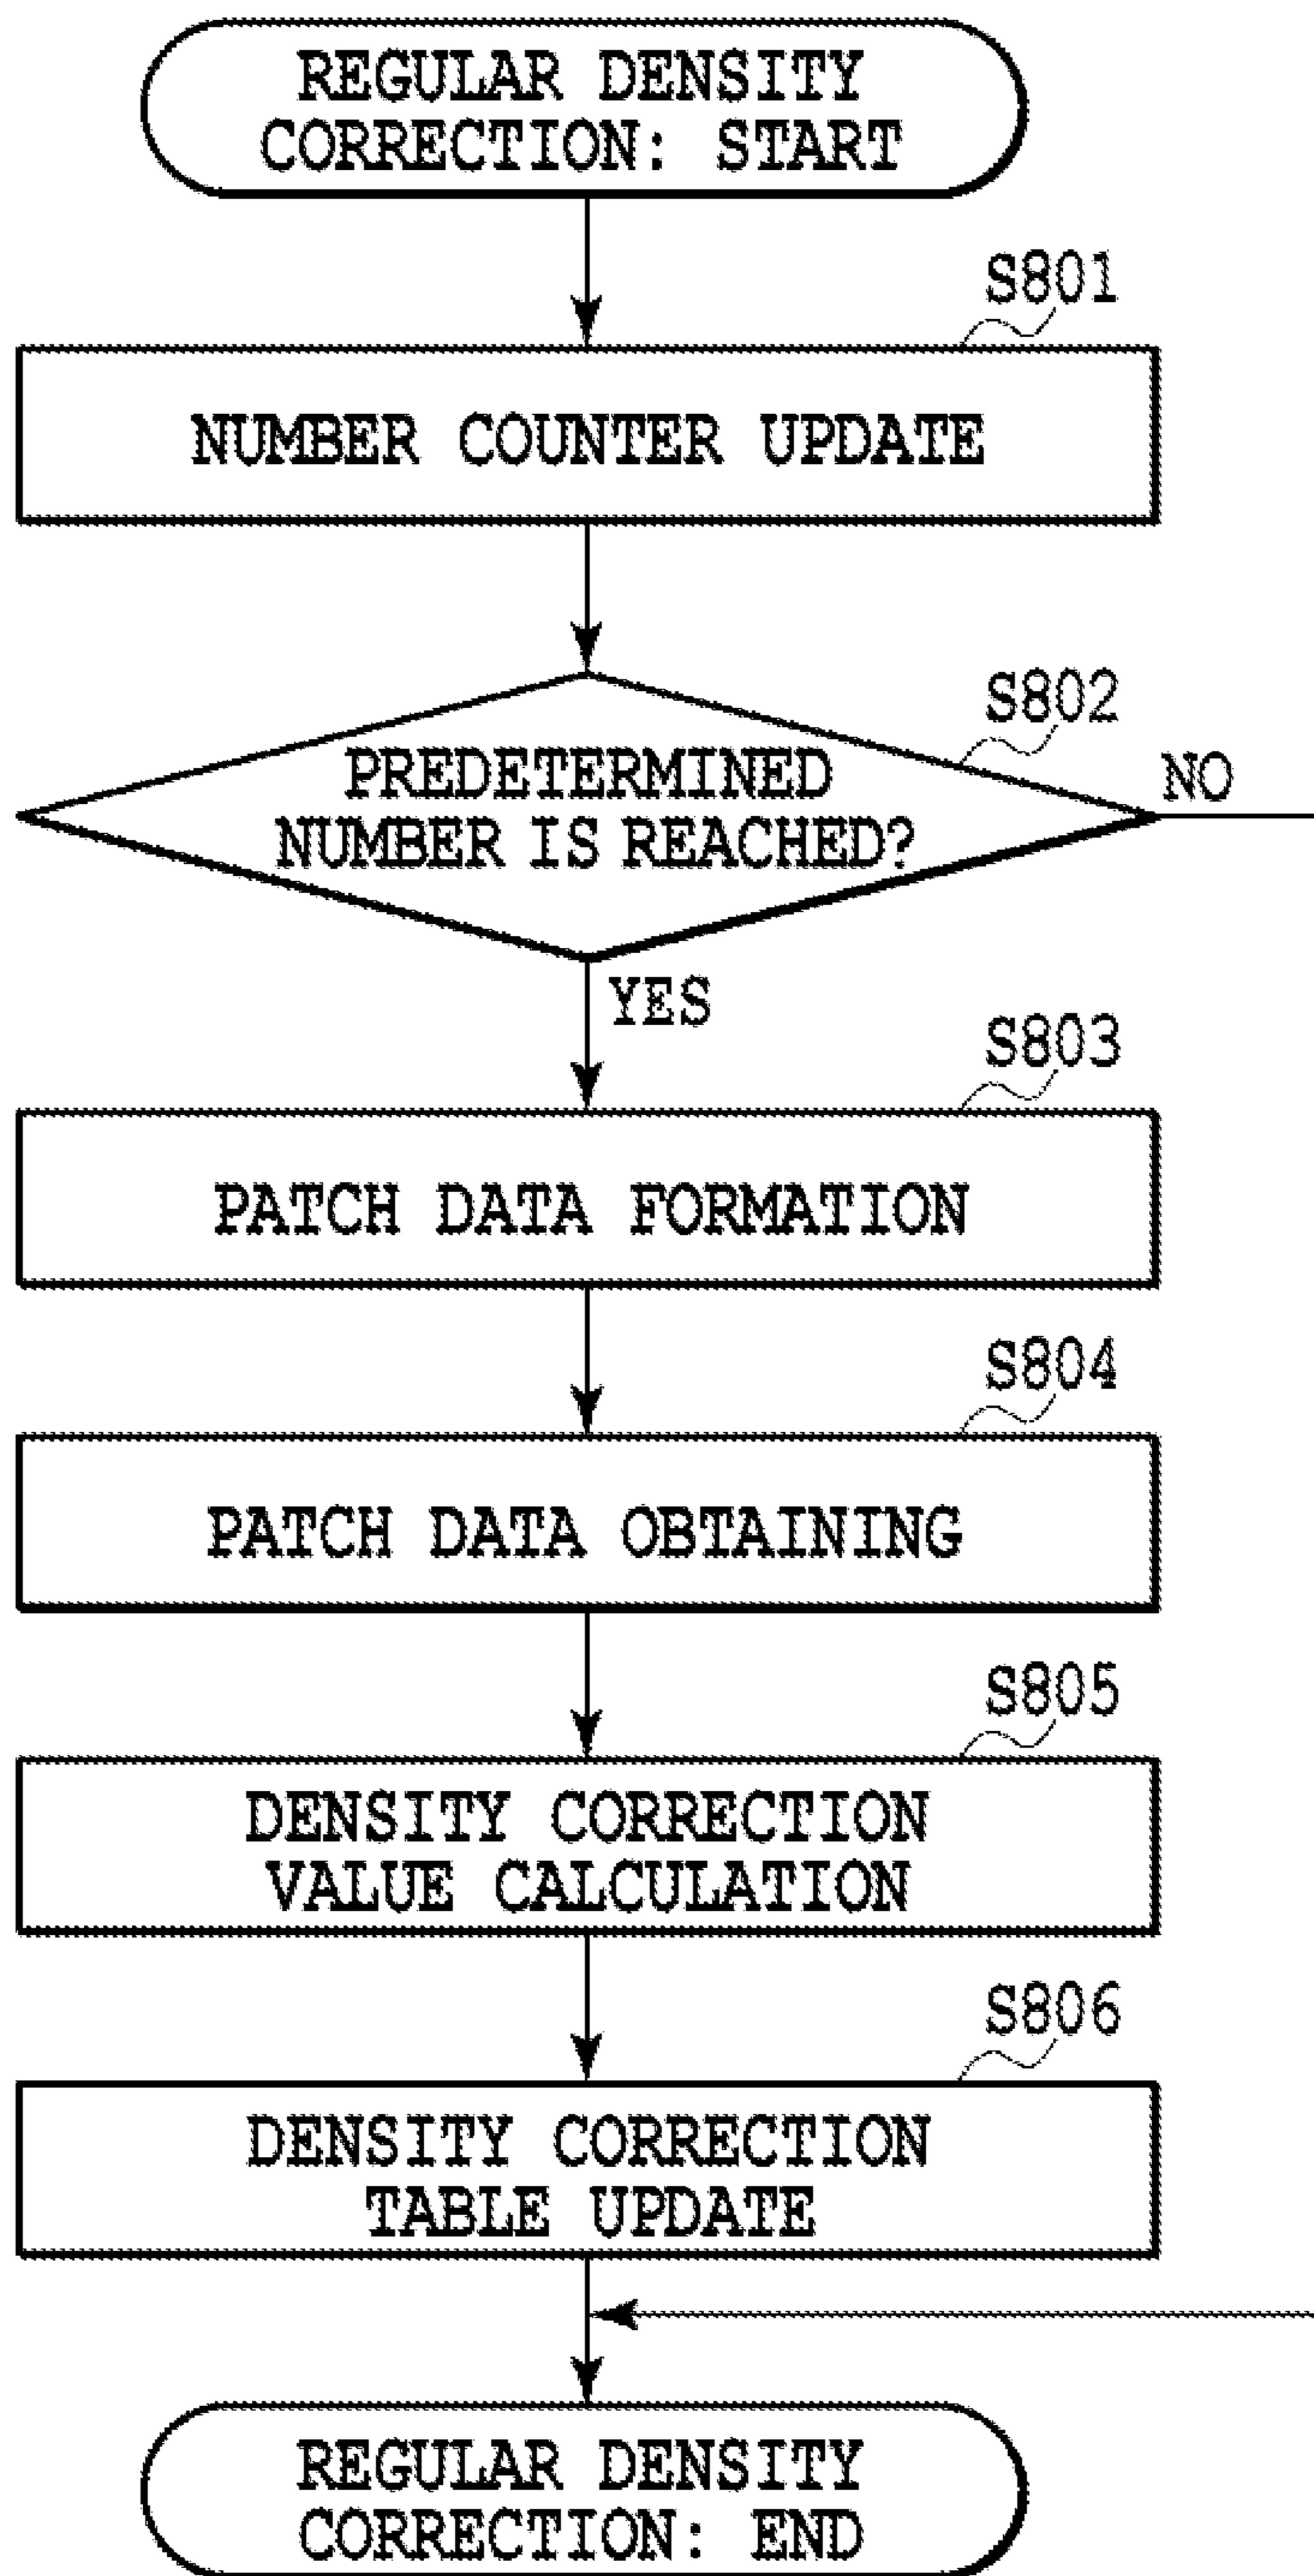 REGULAR DENSITY
CORRECTION: START
S801
NUMBER COUNTER UPDATE
S802
PREDETERMINED
NUMBER IS REACHED?
NO
YES
S803
PATCH DATA FORMATION
S804
PATCH DATA OBTAINING
S805
DENSITY CORRECTION
VALUE CALCULATION
S806
DENSITY CORRECTION
TABLE UPDATE
REGULAR DENSITY
CORRECTION: END